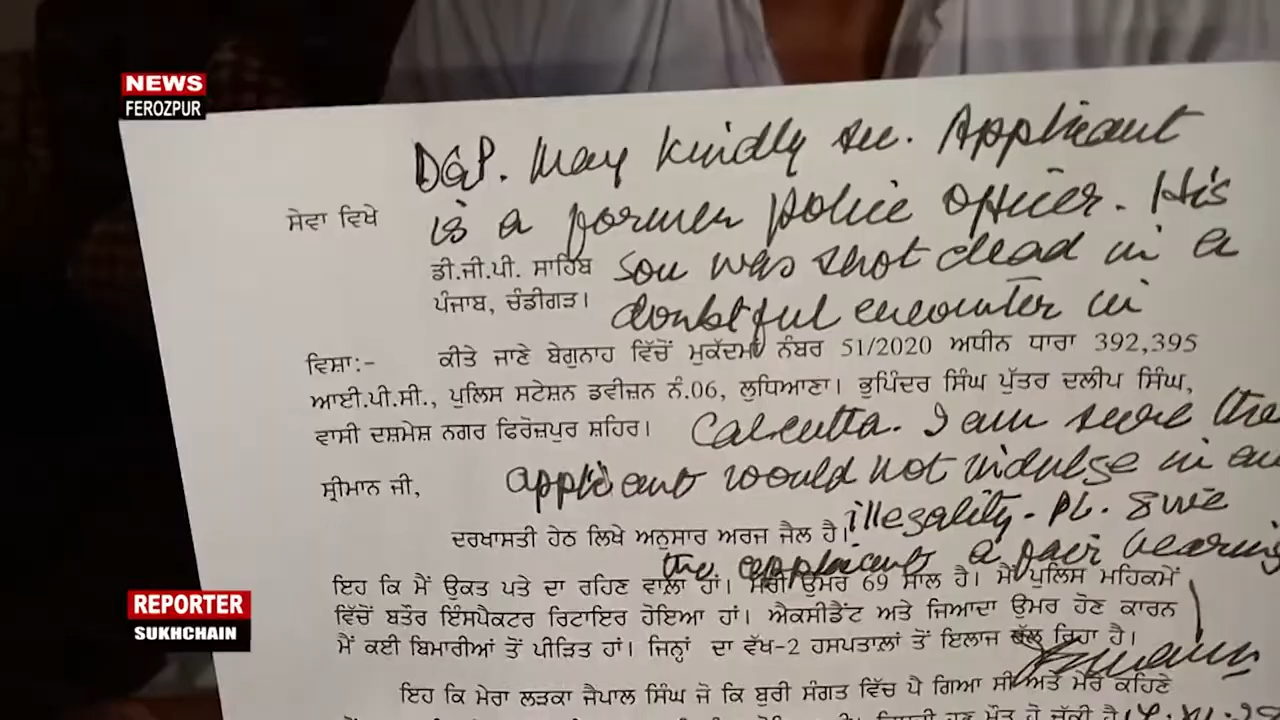 NEWS
FEROZPUR
DGP. May kindly see. Applicant
is a former police officer. His
son was shot dead in a
doubtful encounter in
Calcutta. I am sure the
applicant would not indulge in an
illegality. Pl. give
the applicant a fair hearing
ਸੇਵਾ ਵਿਖੇ
ਡੀ.ਜੀ.ਪੀ. ਸਾਹਿਬ
ਪੰਜਾਬ, ਚੰਡੀਗੜ।
ਵਿਸ਼ਾ:- ਕੀਤੇ ਜਾਣੇ ਬੇਗੁਨਾਹ ਵਿੱਚੋਂ ਮੁਕੱਦਮਾ ਨੰਬਰ 51/2020 ਅਧੀਨ ਧਾਰਾ 392,395
ਆਈ.ਪੀ.ਸੀ., ਪੁਲਿਸ ਸਟੇਸ਼ਨ ਡਵੀਜ਼ਨ ਨੰ.06, ਲੁਧਿਆਣਾ। ਭੁਪਿੰਦਰ ਸਿੰਘ ਪੁੱਤਰ ਦਲੀਪ ਸਿੰਘ,
ਵਾਸੀ ਦਸ਼ਮੇਸ਼ ਨਗਰ ਫਿਰੋਜ਼ਪੁਰ ਸ਼ਹਿਰ।
ਸ੍ਰੀਮਾਨ ਜੀ,
ਦਰਖਾਸਤੀ ਹੇਠ ਲਿਖੇ ਅਨੁਸਾਰ ਅਰਜ ਜੈਲ ਹੈ।
ਇਹ ਕਿ ਮੈਂ ਉਕਤ ਪਤੇ ਦਾ ਰਹਿਣ ਵਾਲਾ ਹਾਂ। ਮੇਰੀ ਉਮਰ 69 ਸਾਲ ਹੈ। ਮੈਂ ਪੁਲਿਸ ਮਹਿਕਮੇਂ
ਵਿੱਚੋਂ ਬਤੌਰ ਇੰਸਪੈਕਟਰ ਰਿਟਾਇਰ ਹੋਇਆ ਹਾਂ। ਐਕਸੀਡੈਂਟ ਅਤੇ ਜਿਆਦਾ ਉਮਰ ਹੋਣ ਕਾਰਨ
ਮੈਂ ਕਈ ਬਿਮਾਰੀਆਂ ਤੋਂ ਪੀੜਿਤ ਹਾਂ। ਜਿਨ੍ਹਾਂ ਦਾ ਵੱਖ-2 ਹਸਪਤਾਲਾਂ ਤੋਂ ਇਲਾਜ ਚੱਲ ਰਿਹਾ ਹੈ।
ਇਹ ਕਿ ਮੇਰਾ ਲੜਕਾ ਜੈਪਾਲ ਸਿੰਘ ਜੋ ਕਿ ਬੁਰੀ ਸੰਗਤ ਵਿੱਚ ਪੈ ਗਿਆ ਸੀ ਅਤੇ ਮੇਰੇ ਕਹਿਣੇ
ਹੁਣ ਮੌਤ ਹੋ ਚੁੱਕੀ ਹੈ
REPORTER
SUKHCHAIN